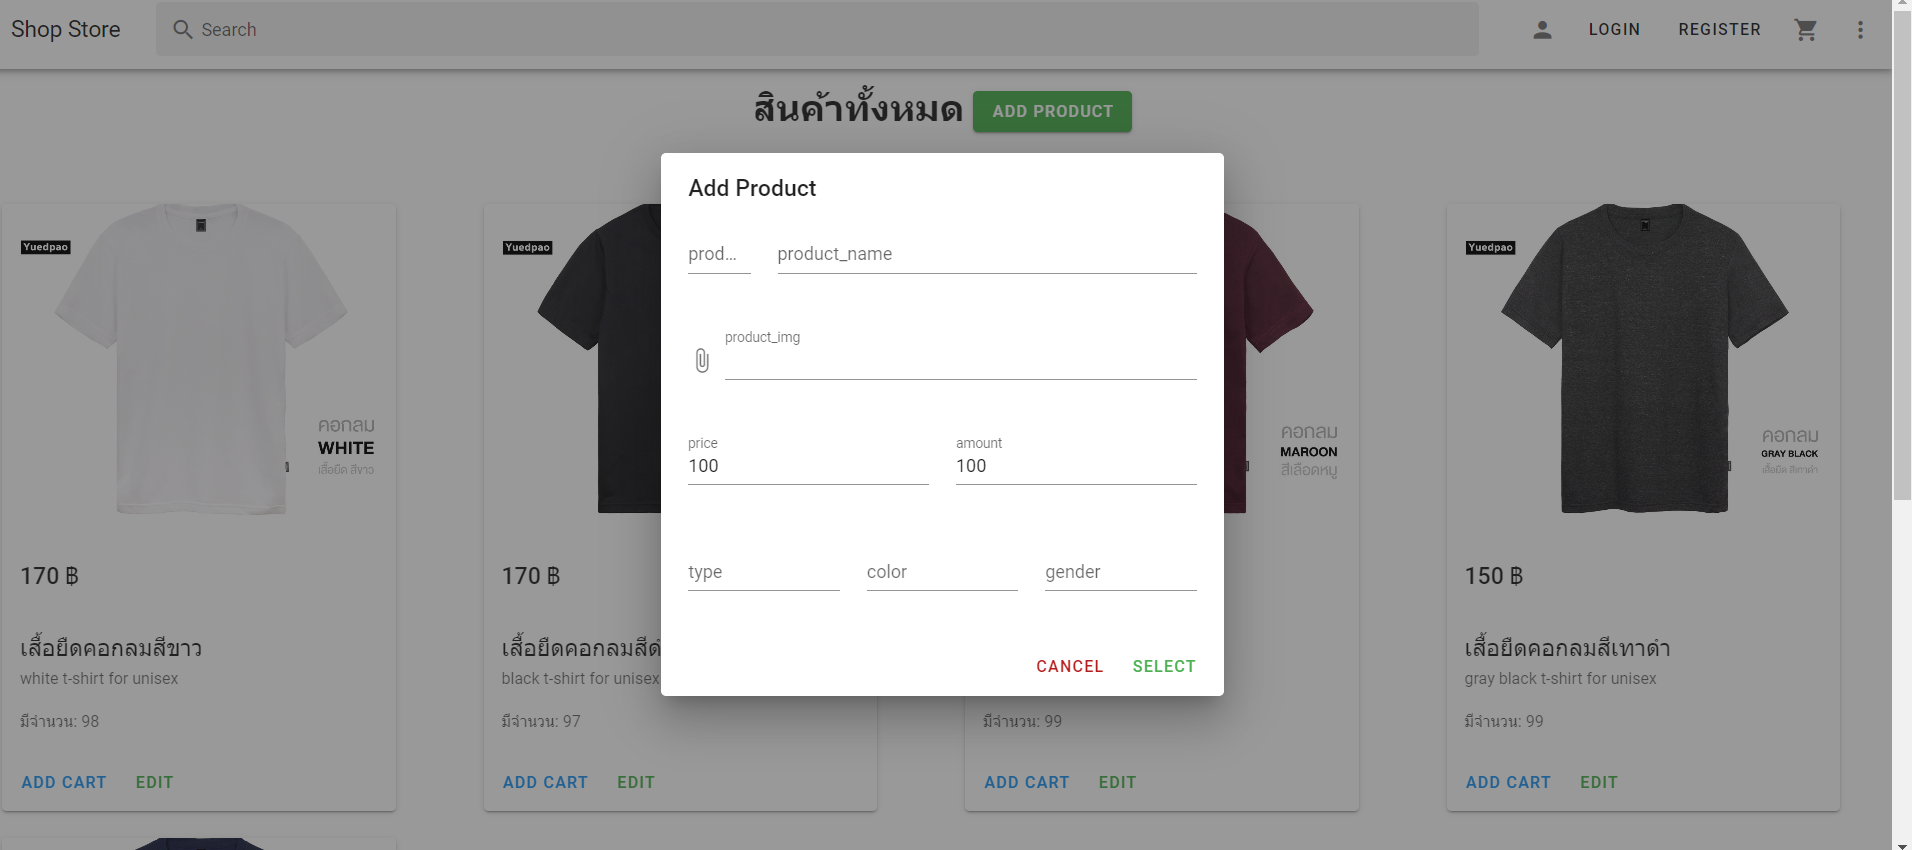 Shop Store
Search
LOGIN
REGISTER
สินค้าทั้งหมด ADD PRODUCT
Add Product
prod...
product_name
product_img
price
100
amount
100
type
color
gender
CANCEL
SELECT
Yuedpao
คอกลม
WHITE
เสื้อยืด สีขาว
170 ฿
เสื้อยืดคอกลมสีขาว
white t-shirt for unisex
มีจำนวน: 98
ADD CART
EDIT
Yuedpao
170 ฿
เสื้อยืดคอกลมสีดำ
black t-shirt for unisex
มีจำนวน: 97
ADD CART
EDIT
คอกลม
MAROON
สีเลือดหมู
มีจำนวน: 99
ADD CART
EDIT
Yuedpao
คอกลม
GRAY BLACK
เสื้อยืด สีเทาดำ
150 ฿
เสื้อยืดคอกลมสีเทาดำ
gray black t-shirt for unisex
มีจำนวน: 99
ADD CART
EDIT